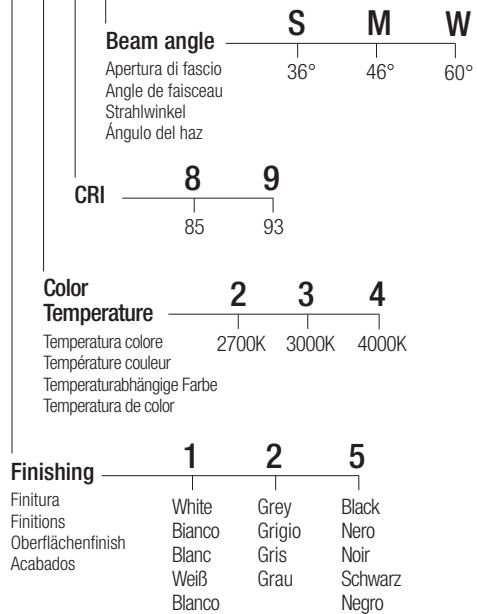 S M W
Beam angle
36° 46° 60°
Apertura di fascio
Angle de faisceau
Strahlwinkel
Ángulo del haz
8 9
CRI
85 93
Color
Temperature
2 3 4
2700K 3000K 4000K
Temperatura colore
Température couleur
Temperaturabhängige Farbe
Temperatura de color
1 2 5
Finishing
Finitura
Finitions
Oberflächenfinish
Acabados
White Grey Black
Bianco Grigio Nero
Blanc Gris Noir
Weiß Grau Schwarz
Blanco Negro